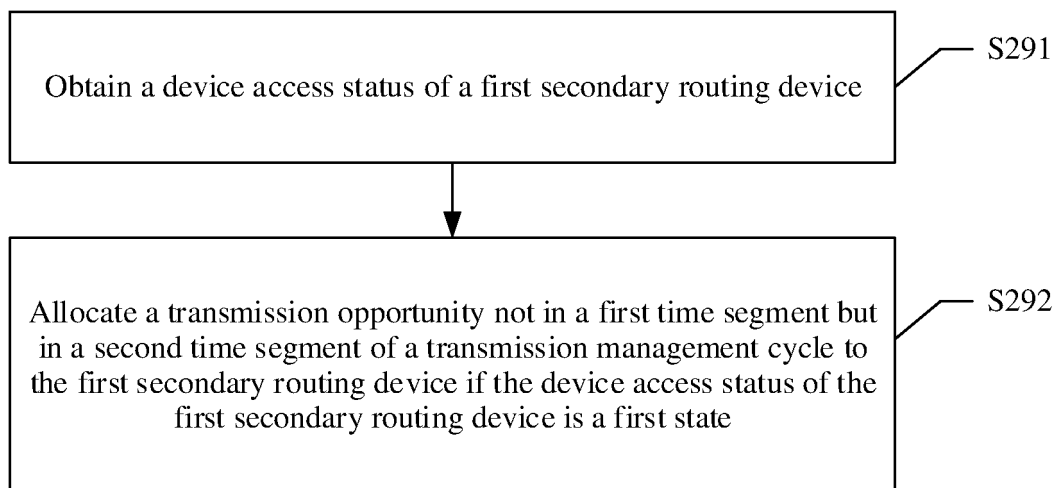 S291
Obtain a device access status of a first secondary routing device
S292
Allocate a transmission opportunity not in a first time segment but
in a second time segment of a transmission management cycle to
the first secondary routing device if the device access status of the
first secondary routing device is a first state